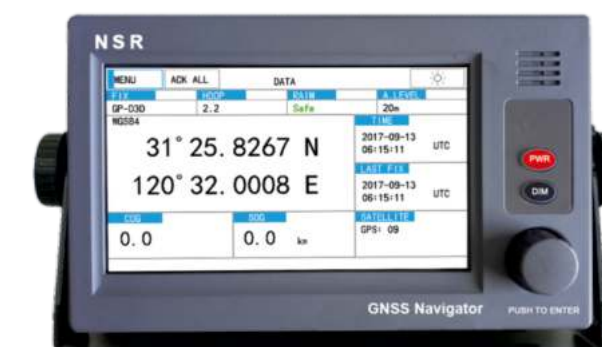 NSR
MENU ACK ALL DATA
FIX HDOP RAIM A.LEVEL
GP-D3D 2.2 Safe 20m
WGS84 TIME
31° 25.8267 N
2017-09-13
06:15:11 UTC
LAST FIX
120° 32.0008 E
2017-09-13
06:15:11 UTC
COG SOG SATELLITE
0.0 0.0 kn GPS: 09
PWR
DIM
GNSS Navigator
PUSH TO ENTER